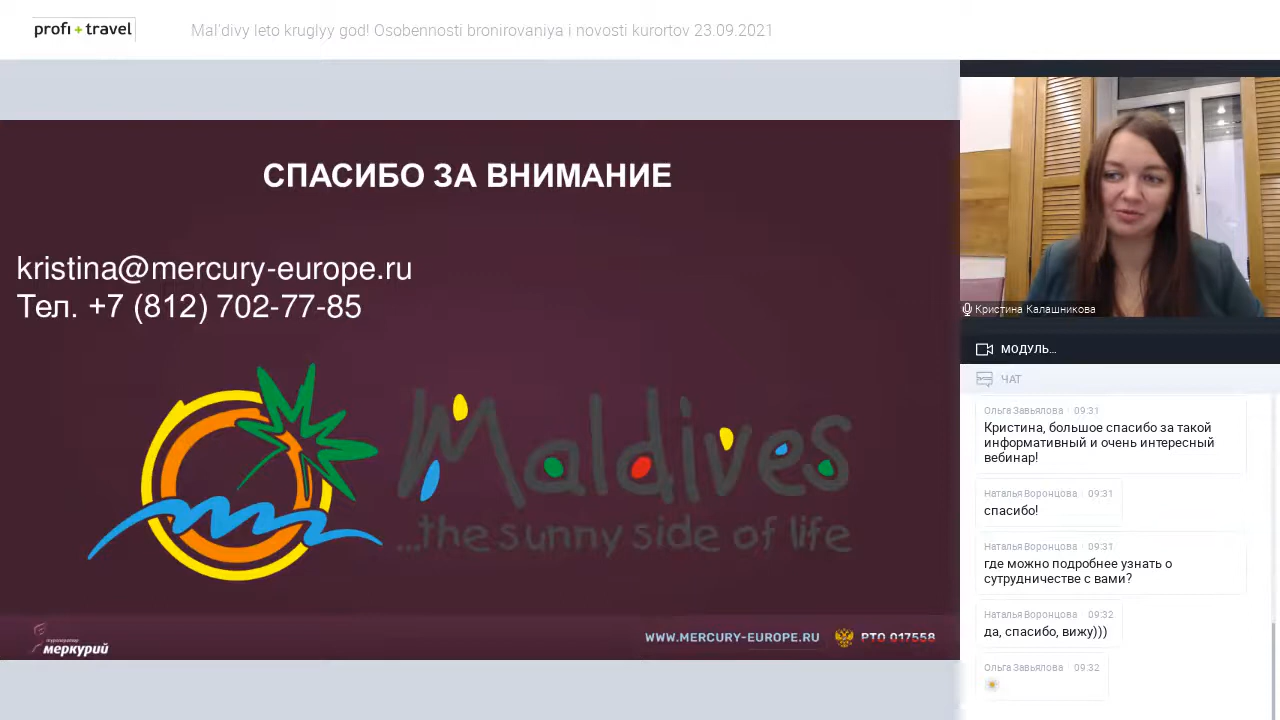 profi + travel
Mal'divy leto kruglyy god! Osobennosti bronirovaniya i novosti kurortov 23.09.2021
СПАСИБО ЗА ВНИМАНИЕ
kristina@mercury-europe.ru
Тел. +7 (812) 702-77-85
Maldives
...the sunny side of life
туроператор
меркурий
WWW.MERCURY-EUROPE.RU
РТО 017558
Кристина Калашникова
МОДУЛЬ...
ЧАТ
Ольга Завьялова 09:31
Кристина, большое спасибо за такой
информативный и очень интересный
вебинар!
Наталья Воронцова 09:31
спасибо!
Наталья Воронцова 09:31
где можно подробнее узнать о
сутрудничестве с вами?
Наталья Воронцова 09:32
да, спасибо, вижу)))
Ольга Завьялова 09:32